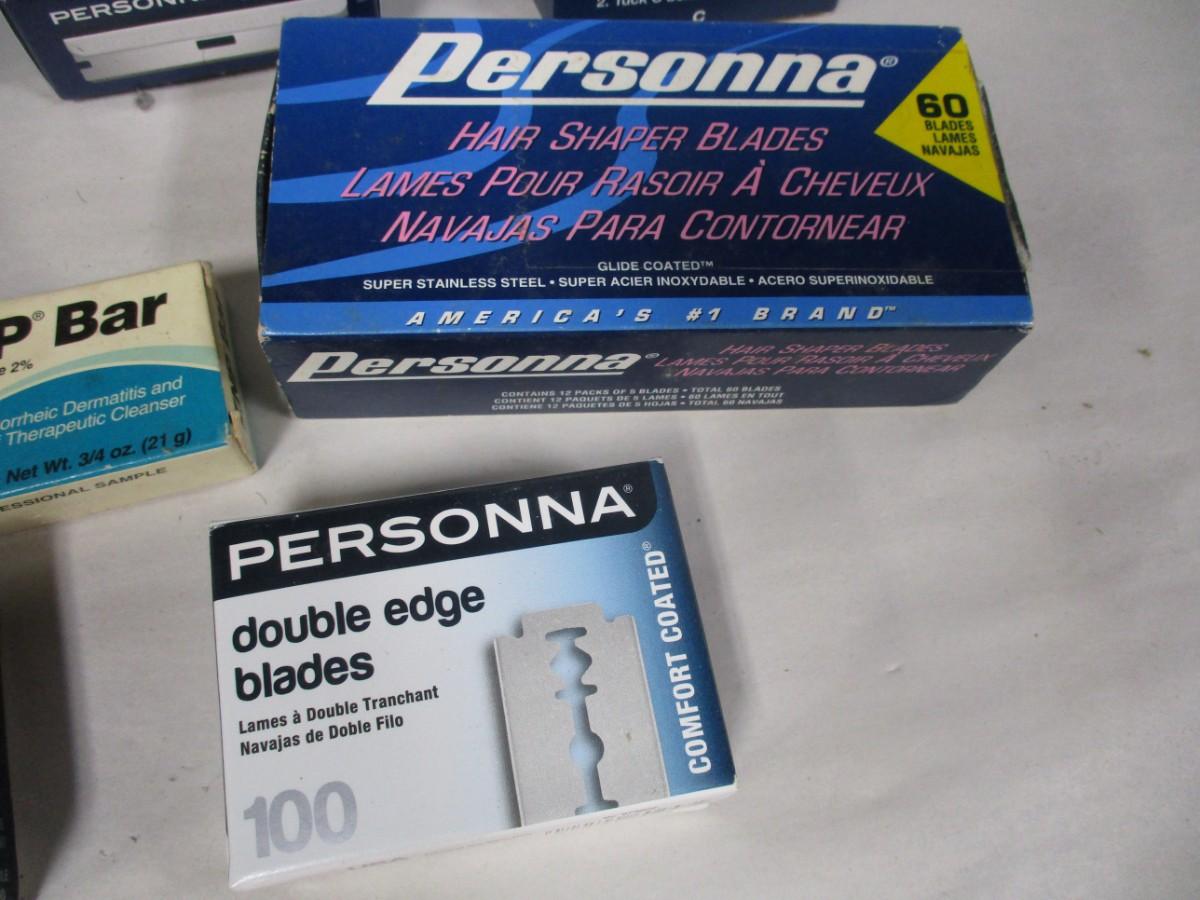 PERSONNA
2.
C
Personna®
60
BLADES
LAMES
NAVAJAS
HAIR SHAPER BLADES
LAMES POUR RASOIR À CHEVEUX
NAVAJAS PARA CONTORNEAR
GLIDE COATED™
SUPER STAINLESS STEEL • SUPER ACIER INOXYDABLE • ACERO SUPERINOXIDABLE
AMERICA'S #1 BRAND™
Personna®
HAIR SHAPER BLADES
LAMES POUR RASOIR À CHEVEUX
NAVAJAS PARA CONTORNEAR
CONTAINS 12 PACKS OF 5 BLADES • TOTAL 60 BLADES
CONTIENT 12 PAQUETS DE 5 LAMES • 60 LAMES EN TOUT
CONTIENE 12 PAQUETES DE 5 HOJAS • TOTAL 60 NAVAJAS
P® Bar
e 2%
orrheic Dermatitis and
Therapeutic Cleanser
Net Wt. 3/4 oz. (21 g)
ESSIONAL SAMPLE
PERSONNA®
double edge
blades
Lames à Double Tranchant
Navajas de Doble Filo
100
COMFORT COATED®